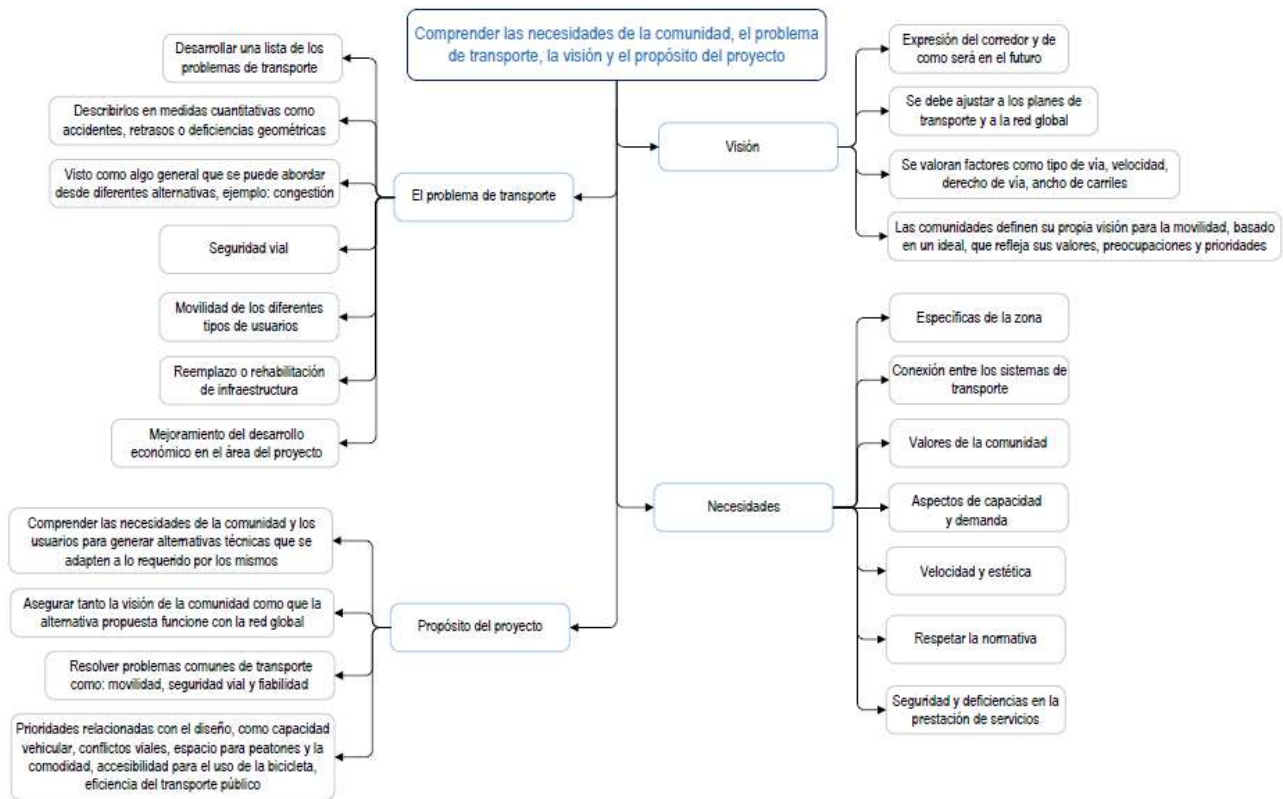 Comprender las necesidades de la comunidad, el problema
de transporte, la visión y el propósito del proyecto
Desarrollar una lista de los
problemas de transporte
Describirlos en medidas cuantitativas como
accidentes, retrasos o deficiencias geométricas
Visto como algo general que se puede abordar
desde diferentes alternativas, ejemplo: congestión
Seguridad vial
Movilidad de los diferentes
tipos de usuarios
Reemplazo o rehabilitación
de infraestructura
Mejoramiento del desarrollo
económico en el área del proyecto
El problema de transporte
Visión
Expresión del corredor y de
como será en el futuro
Se debe ajustar a los planes de
transporte y a la red global
Se valoran factores como tipo de vía, velocidad,
derecho de vía, ancho de carriles
Las comunidades definen su propia visión para la movilidad, basado
en un ideal, que refleja sus valores, preocupaciones y prioridades
Necesidades
Específicas de la zona
Conexión entre los sistemas de
transporte
Valores de la comunidad
Aspectos de capacidad
y demanda
Velocidad y estética
Respetar la normativa
Seguridad y deficiencias en la
prestación de servicios
Comprender las necesidades de la comunidad y los
usuarios para generar alternativas técnicas que se
adapten a lo requerido por los mismos
Asegurar tanto la visión de la comunidad como que la
alternativa propuesta funcione con la red global
Resolver problemas comunes de transporte
como: movilidad, seguridad vial y fiabilidad
Prioridades relacionadas con el diseño, como capacidad
vehicular, conflictos viales, espacio para peatones y la
comodidad, accesibilidad para el uso de la bicicleta,
eficiencia del transporte público
Propósito del proyecto